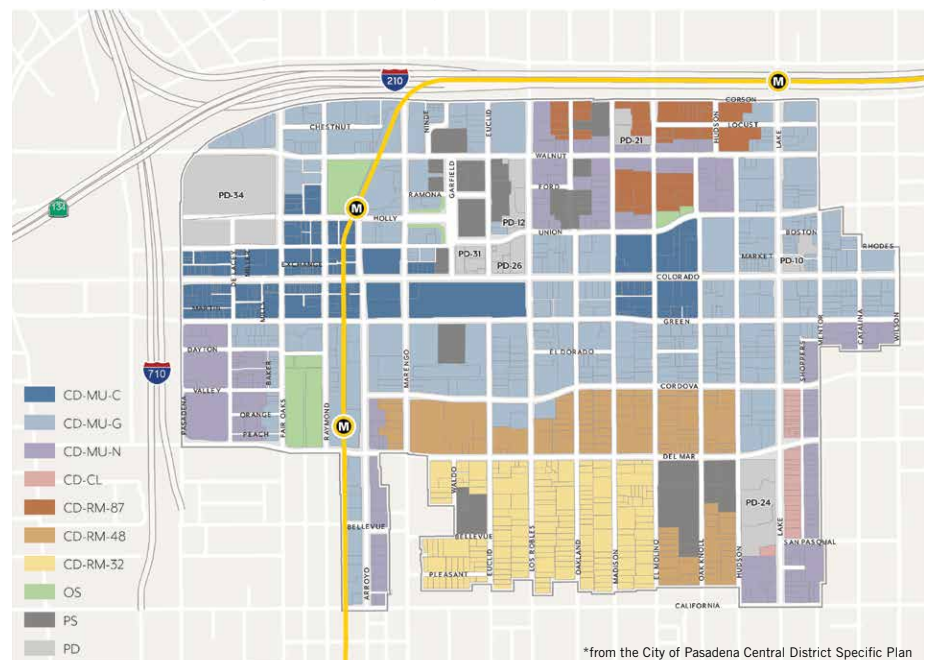 210
M
CORSON
CHESTNUT
NINDE
EUCLID
HUDSON
LOCUST
LAKE
PD-21
WALNUT
134
PD-34
RAMONA
GARFIELD
FORD
M
HOLLY
PD-12
UNION
BOSTON
RHODES
DE LACEY
MILLS
EXCHANGE
PD-31
PD-26
MARKET
PD-10
COLORADO
MILLS
GREEN
MENTOR
CATALINA
WILSON
DAYTON
MARENGO
EL DORADO
SHOPPERS
710
BAKER
VALLEY
CORDOVA
CD-MU-C
PASADENA
ORANGE
FAIR OAKS
RAYMOND
CD-MU-G
PEACH
M
CD-MU-N
DEL MAR
CD-CL
WALDO
PD-24
CD-RM-87
BELLEVUE
BELLEVUE
LAKE
CD-RM-48
EUCLID
LOS ROBLES
OAKLAND
MADISON
EL MOLINO
OAK KNOLL
HUDSON
SAN PASQUAL
CD-RM-32
ARROYO
PLEASANT
OS
CALIFORNIA
PS
PD
*from the City of Pasadena Central District Specific Plan